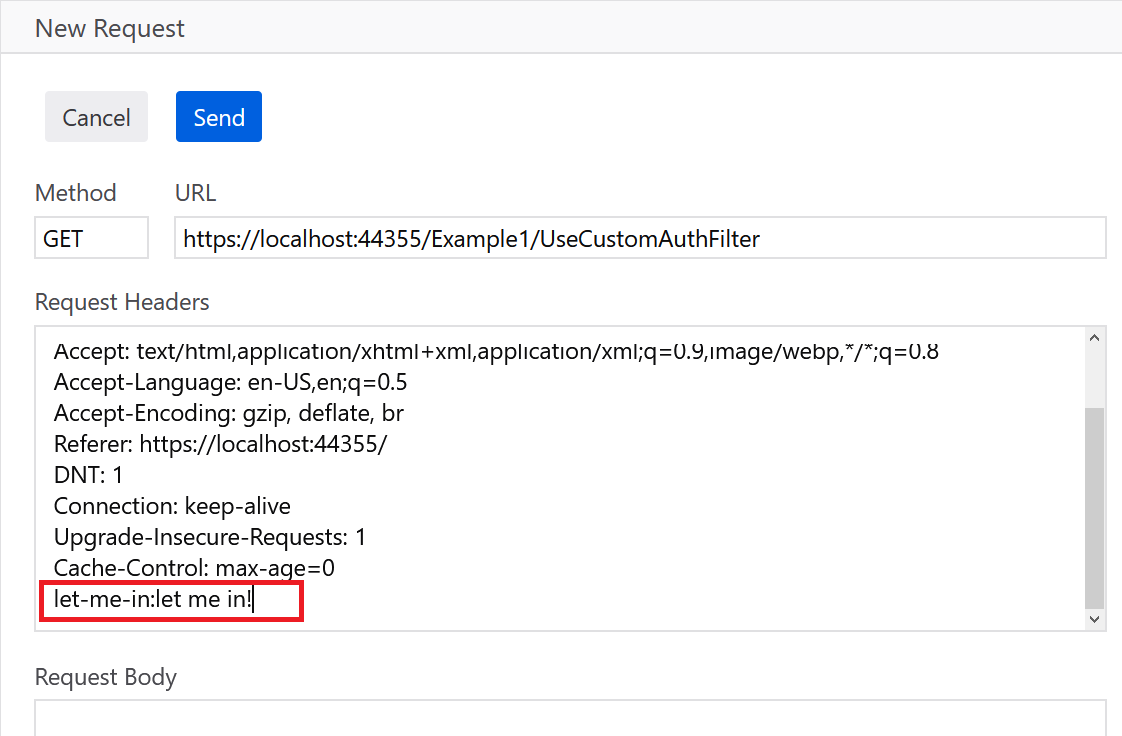 New Request
Cancel
Send
Method
URL
GET
https://localhost:44355/Example1/UseCustomAuthFilter
Request Headers
Accept: text/html,application/xhtml+xml,application/xml;q=0.9,image/webp,*/*;q=0.8
Accept-Language: en-US,en;q=0.5
Accept-Encoding: gzip, deflate, br
Referer: https://localhost:44355/
DNT: 1
Connection: keep-alive
Upgrade-Insecure-Requests: 1
Cache-Control: max-age=0
let-me-in:let me in!
Request Body